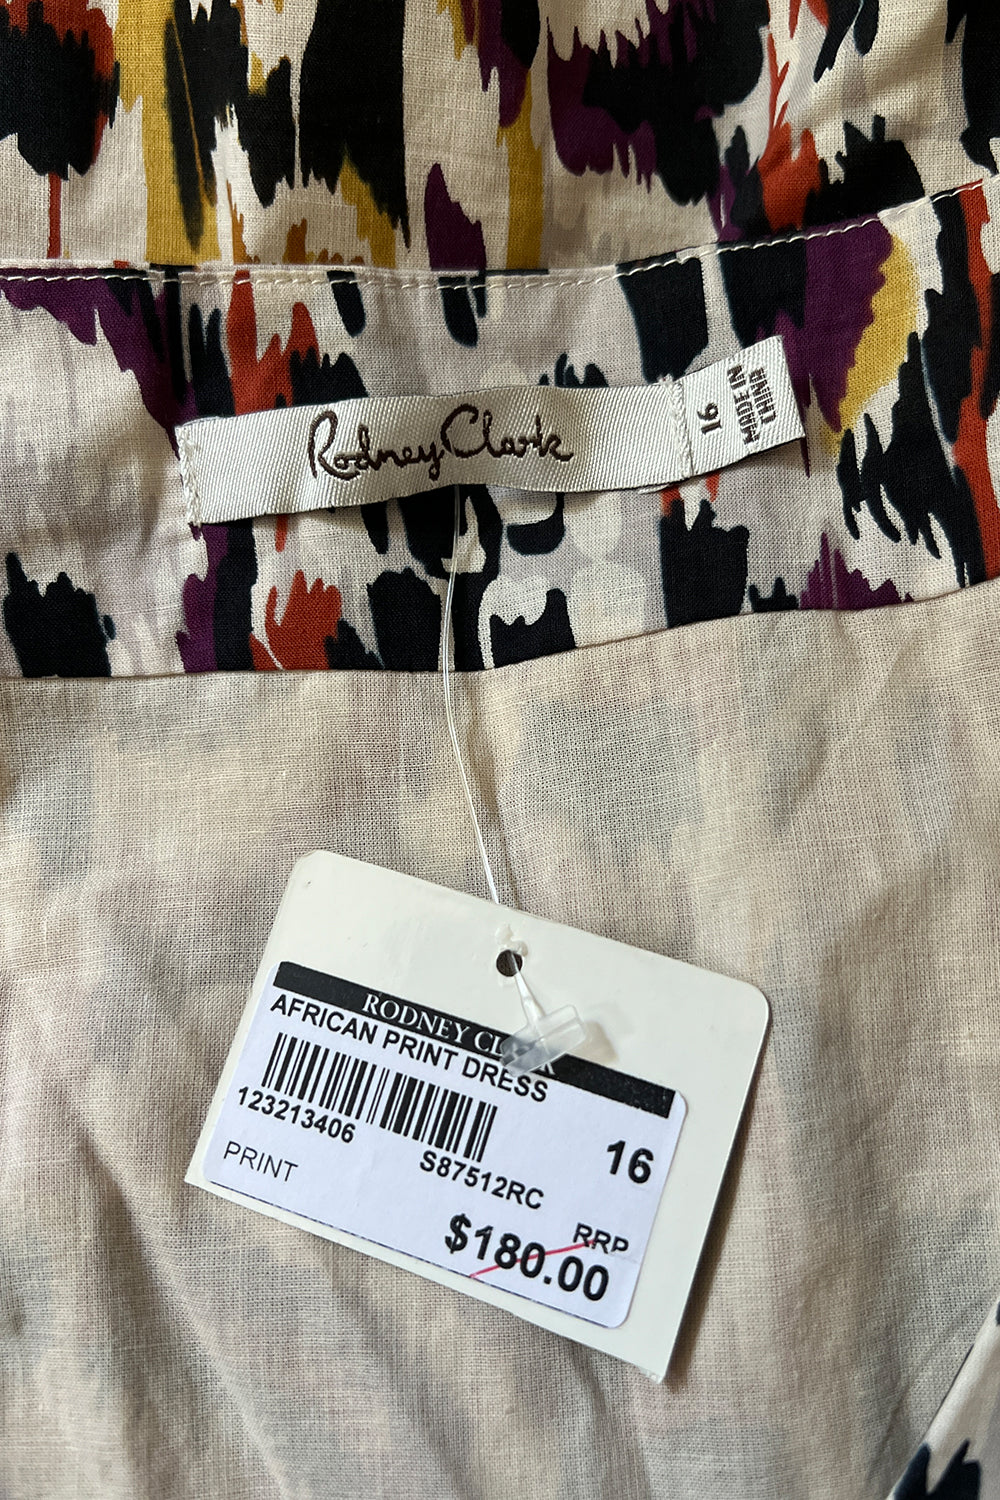 Rodney Clark
16
MADE IN
CHINA
RODNEY CL
AFRICAN PRINT DRESS
123213406
S87512RC
16
PRINT
RRP
$180.00